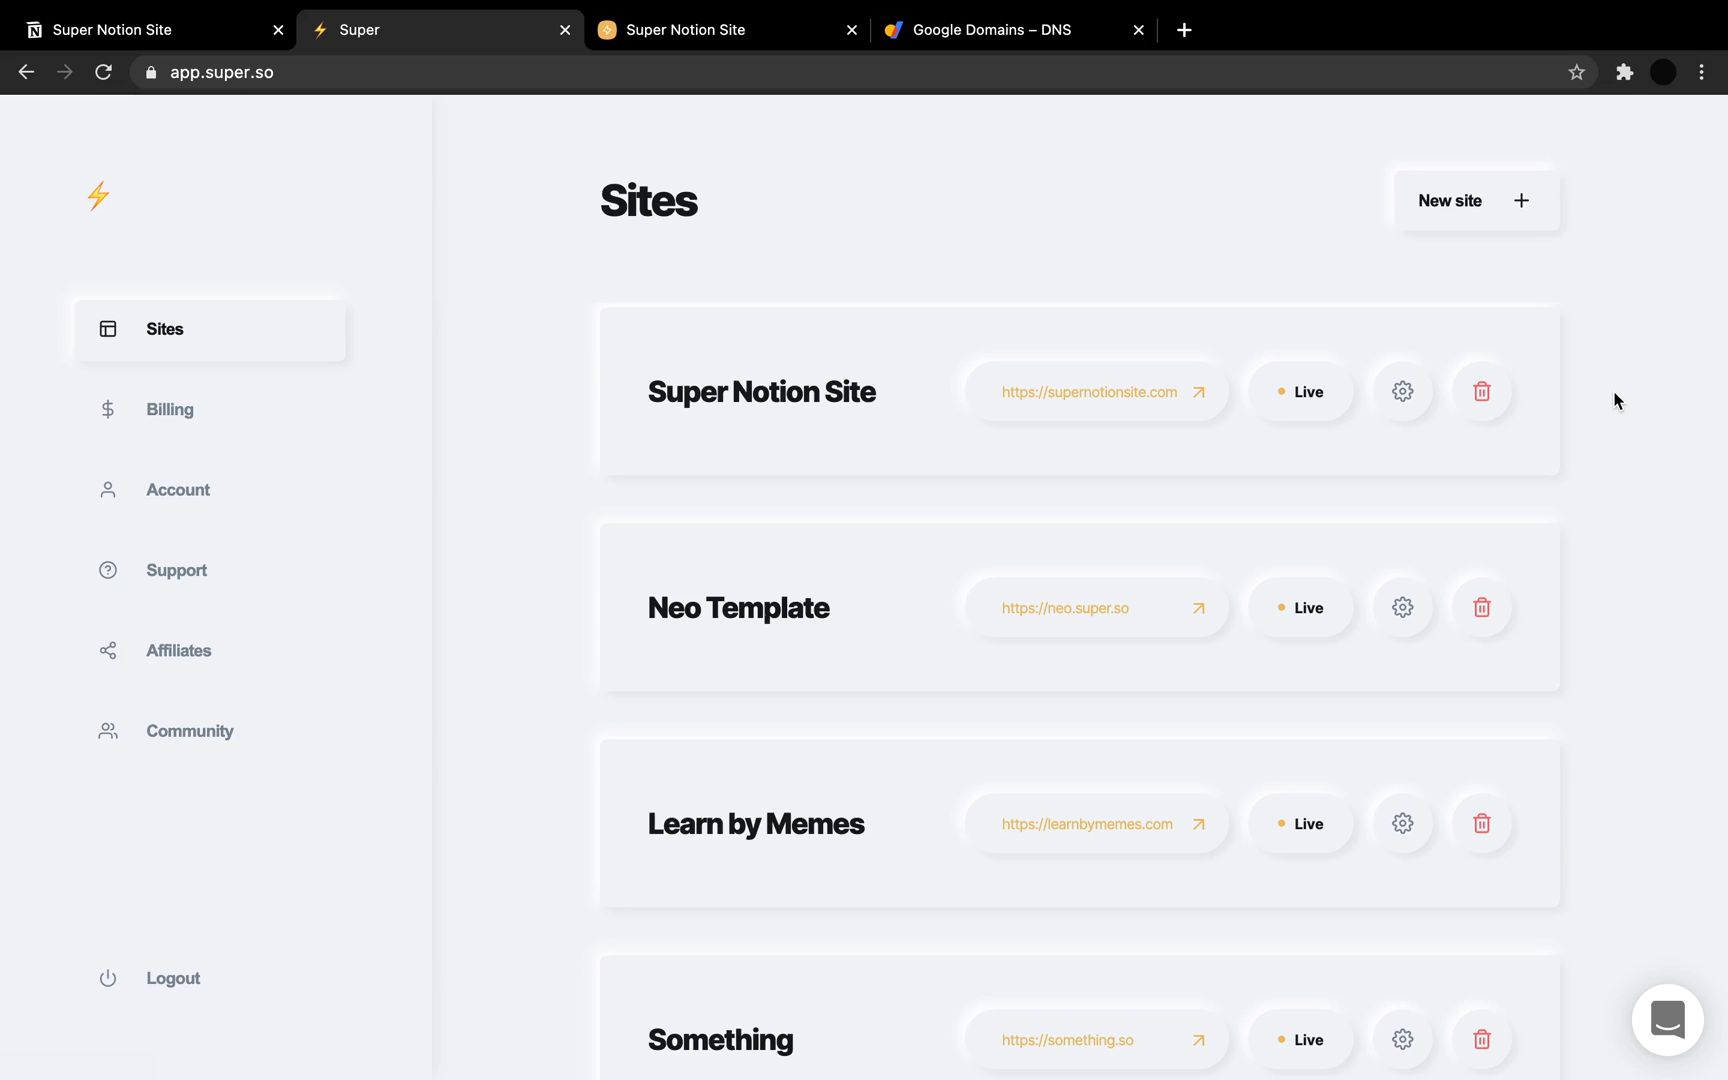 Super Notion Site
Super
Super Notion Site
Google Domains – DNS
app.super.so
Sites
New site
Sites
Billing
Account
Support
Affiliates
Community
Logout
Super Notion Site
https://supernotionsite.com
Live
Neo Template
https://neo.super.so
Live
Learn by Memes
https://learnbymemes.com
Live
Something
https://something.so
Live